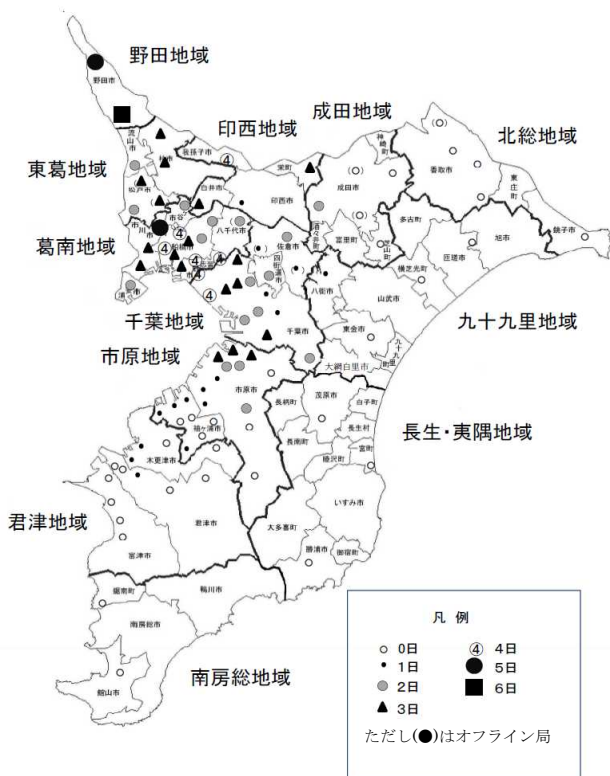 野田地域
野田市
印西地域
成田地域
北総地域
流山市
柏市
我孫子市
栄町
神崎町
香取市
東葛地域
松戸市
白井市
印西市
成田市
東庄町
多古町
市川市
八千代市
佐倉市
酒々井町
富里市
芝山町
旭市
銚子市
葛南地域
船橋市
四街道市
横芝光町
匝瑳市
八街市
山武市
浦安市
千葉地域
千葉市
東金市
九十九里町
九十九里地域
大網白里市
市原地域
市原市
長柄町
茂原市
白子町
長生村
長生・夷隅地域
袖ヶ浦市
長南町
一宮町
睦沢町
木更津市
いすみ市
君津地域
君津市
大多喜町
富津市
勝浦市
御宿町
鋸南町
鴨川市
南房総市
館山市
南房総地域
凡 例
0日
④ 4日
1日
5日
2日
6日
3日
ただし(●)はオフライン局